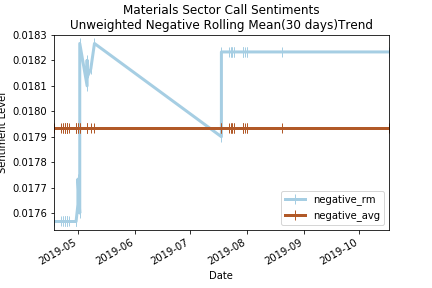 Materials Sector Call Sentiments
Unweighted Negative Rolling Mean(30 days)Trend
0.0183
0.0182
0.0181
0.0180
0.0179
0.0178
0.0177
0.0176
Sentiment Level
negative_rm
negative_avg
2019-05
2019-06
2019-07
2019-08
2019-09
2019-10
Date